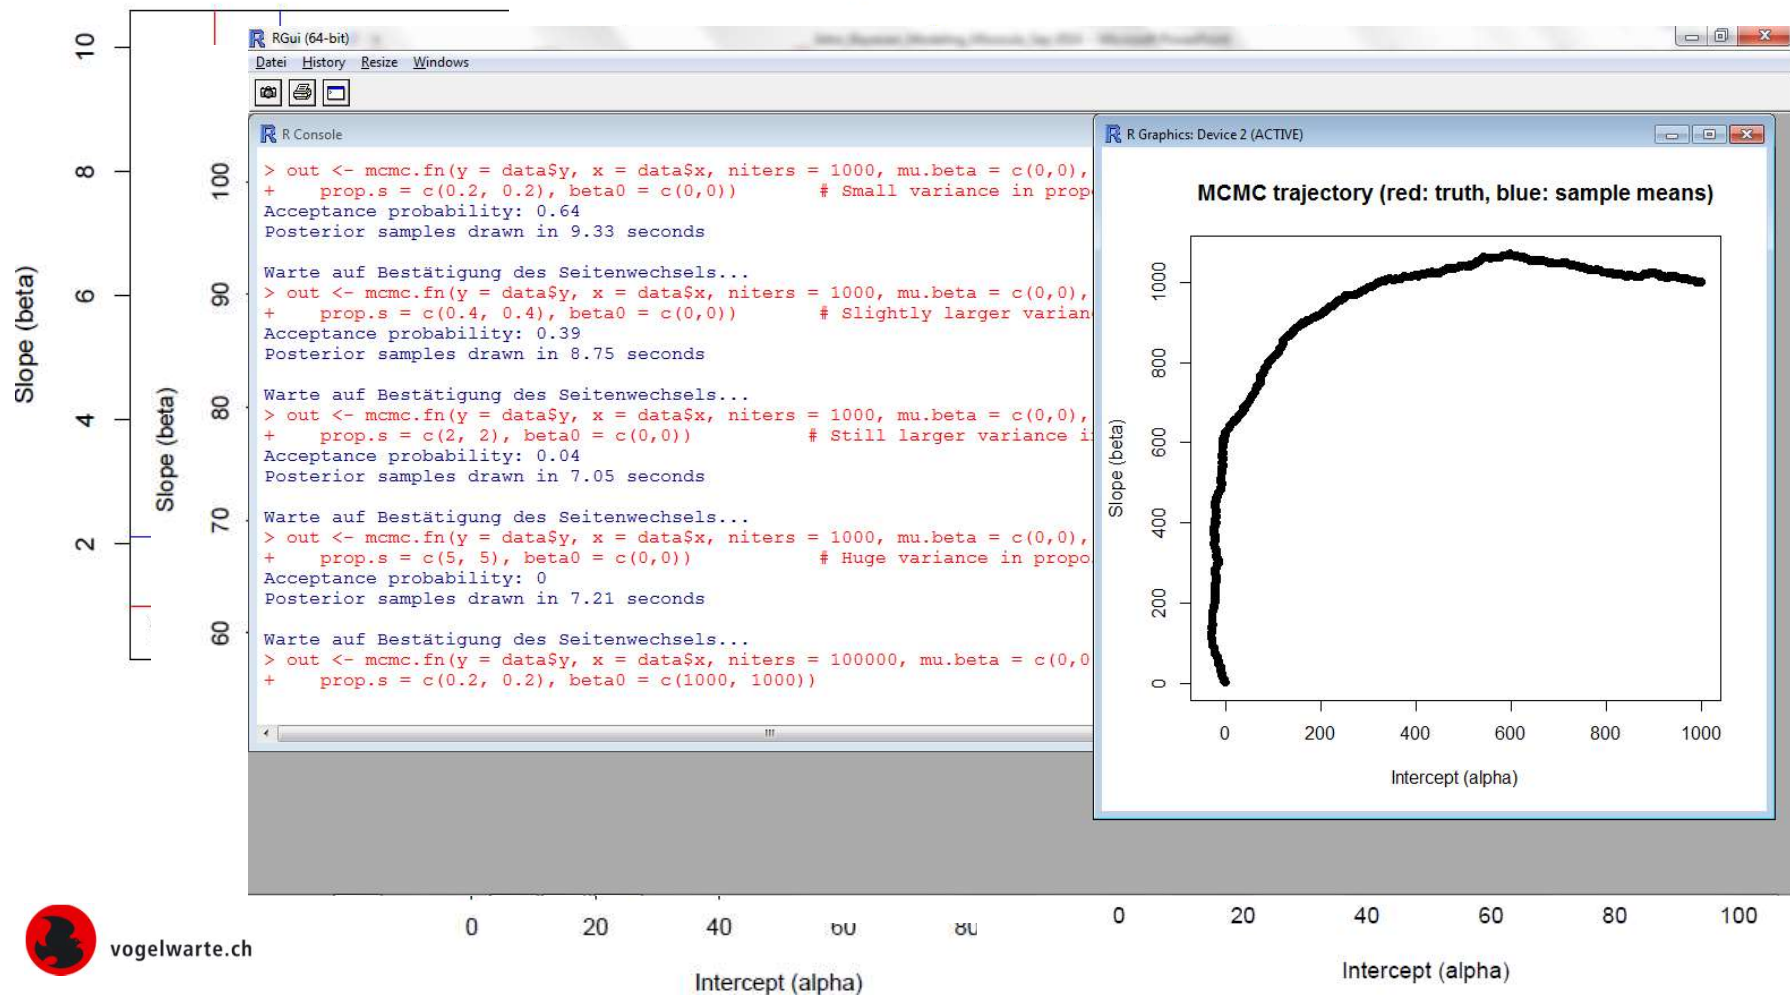 RGui (64-bit)
Datei History Resize Windows
R Console
> out <- mcmc.fn(y = data$y, x = data$x, niters = 1000, mu.beta = c(0,0),
+    prop.s = c(0.2, 0.2), beta0 = c(0,0))        # Small variance in propo
Acceptance probability: 0.64
Posterior samples drawn in 9.33 seconds
Warte auf Bestätigung des Seitenwechsels...
> out <- mcmc.fn(y = data$y, x = data$x, niters = 1000, mu.beta = c(0,0),
+    prop.s = c(0.4, 0.4), beta0 = c(0,0))        # Slightly larger varian
Acceptance probability: 0.39
Posterior samples drawn in 8.75 seconds
Warte auf Bestätigung des Seitenwechsels...
> out <- mcmc.fn(y = data$y, x = data$x, niters = 1000, mu.beta = c(0,0),
+    prop.s = c(2, 2), beta0 = c(0,0))           # Still larger variance i
Acceptance probability: 0.04
Posterior samples drawn in 7.05 seconds
Warte auf Bestätigung des Seitenwechsels...
> out <- mcmc.fn(y = data$y, x = data$x, niters = 1000, mu.beta = c(0,0),
+    prop.s = c(5, 5), beta0 = c(0,0))            # Huge variance in propo
Acceptance probability: 0
Posterior samples drawn in 7.21 seconds
Warte auf Bestätigung des Seitenwechsels...
> out <- mcmc.fn(y = data$y, x = data$x, niters = 100000, mu.beta = c(0,0
+    prop.s = c(0.2, 0.2), beta0 = c(1000, 1000))
R Graphics: Device 2 (ACTIVE)
MCMC trajectory (red: truth, blue: sample means)
Slope (beta)
0 200 400 600 800 1000
0 200 400 600 800 1000
Intercept (alpha)
Slope (beta)
2 4 6 8 10
Slope (beta)
60 70 80 90 100
0 20 40 60 80
Intercept (alpha)
0 20 40 60 80 100
Intercept (alpha)
vogelwarte.ch